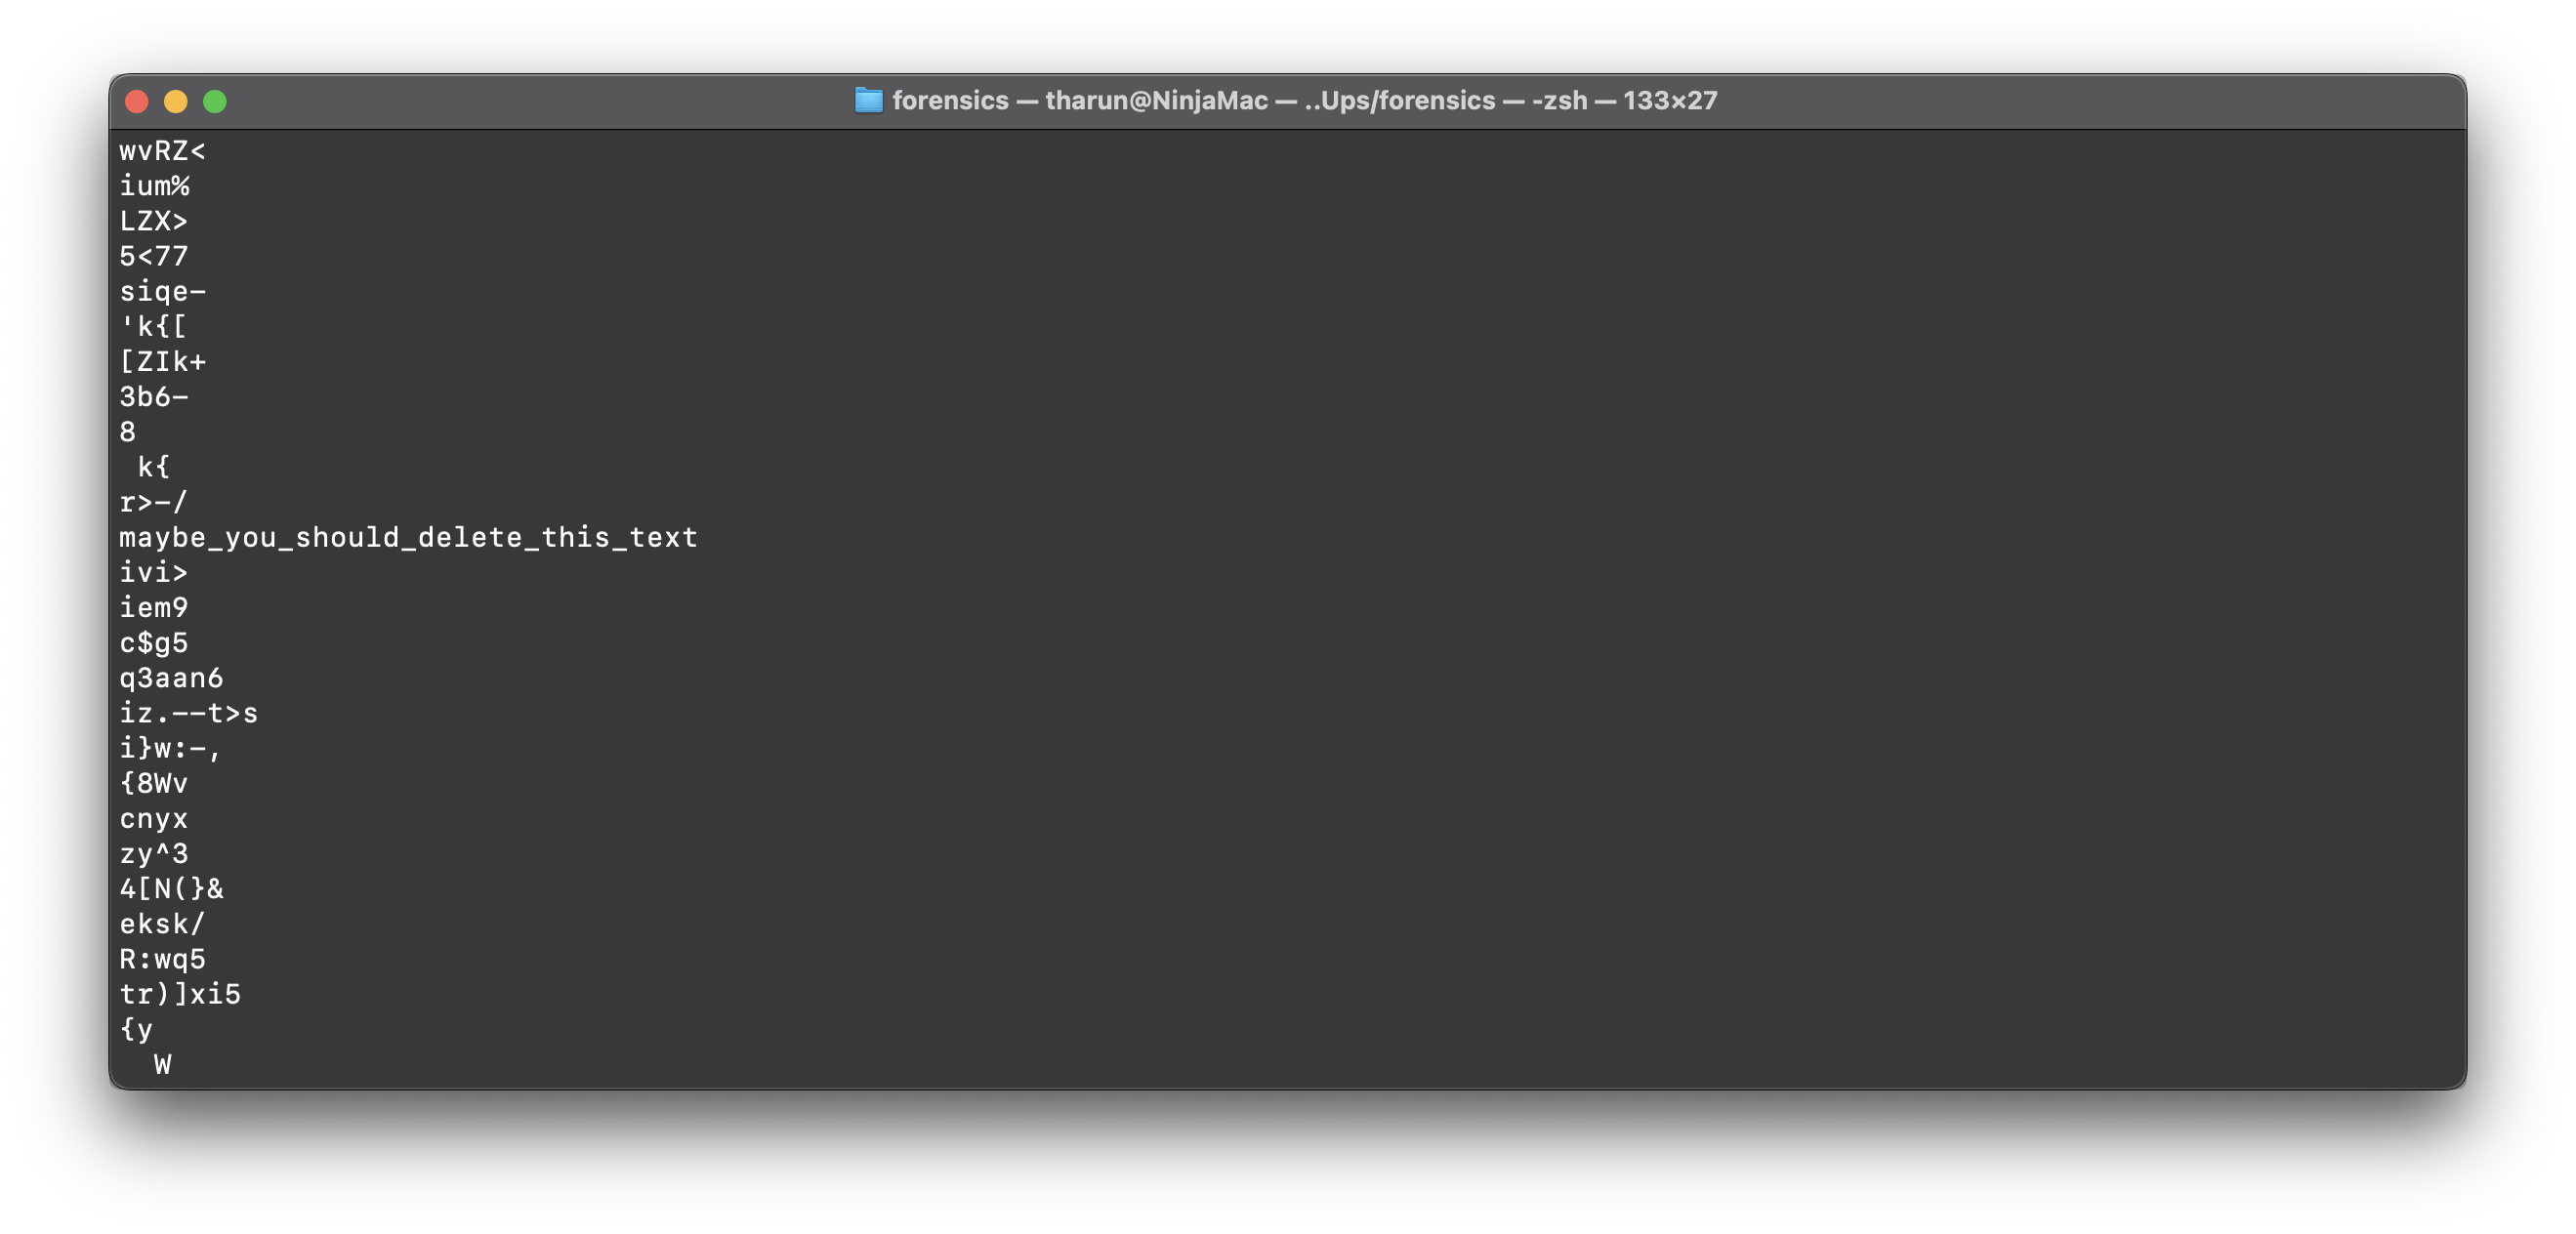 forensics — tharun@NinjaMac — ..Ups/forensics — -zsh — 133×27
wvRZ<
ium%
LZX>
5<77
siqe-
'k{[
[ZIk+
3b6-
8
 k{
r>-/
maybe_you_should_delete_this_text
ivi>
iem9
c$g5
q3aan6
iz.--t>s
i}w:-,
{8Wv
cnyx
zy^3
4[N(}&
eksk/
R:wq5
tr)]xi5
{y
  W